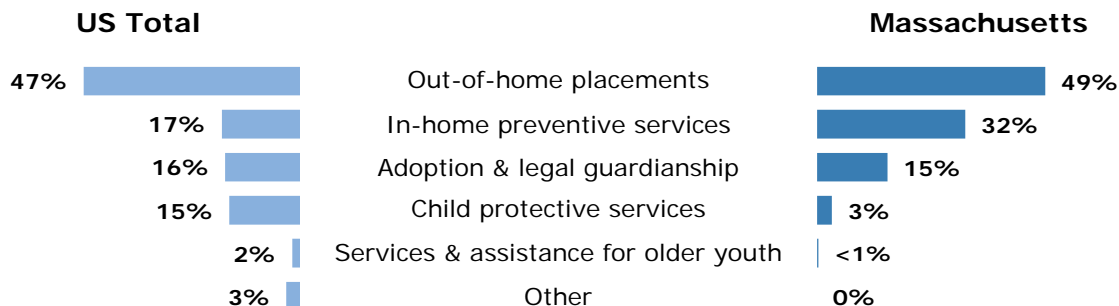 US Total Massachusetts
47% Out-of-home placements 49%
17% In-home preventive services 32%
16% Adoption & legal guardianship 15%
15% Child protective services 3%
2% Services & assistance for older youth <1%
3% Other 0%